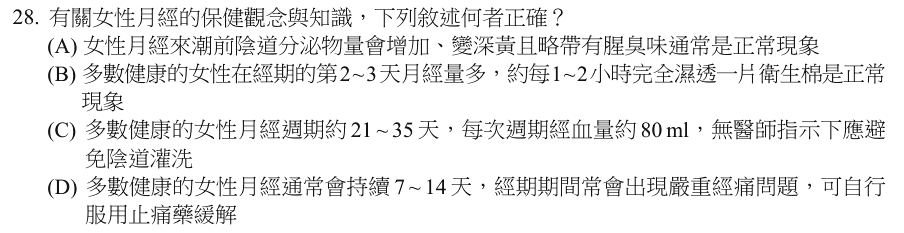 28. 有關女性月經的保健觀念與知識，下列敘述何者正確？
(A) 女性月經來潮前陰道分泌物量會增加、變深黃且略帶有腥臭味通常是正常現象
(B) 多數健康的女性在經期的第2~3天月經量多，約每1~2小時完全濕透一片衛生棉是正常
現象
(C) 多數健康的女性月經週期約21~35天，每次週期經血量約80 ml，無醫師指示下應避
免陰道灌洗
(D) 多數健康的女性月經通常會持續7~14天，經期期間常會出現嚴重經痛問題，可自行
服用止痛藥緩解